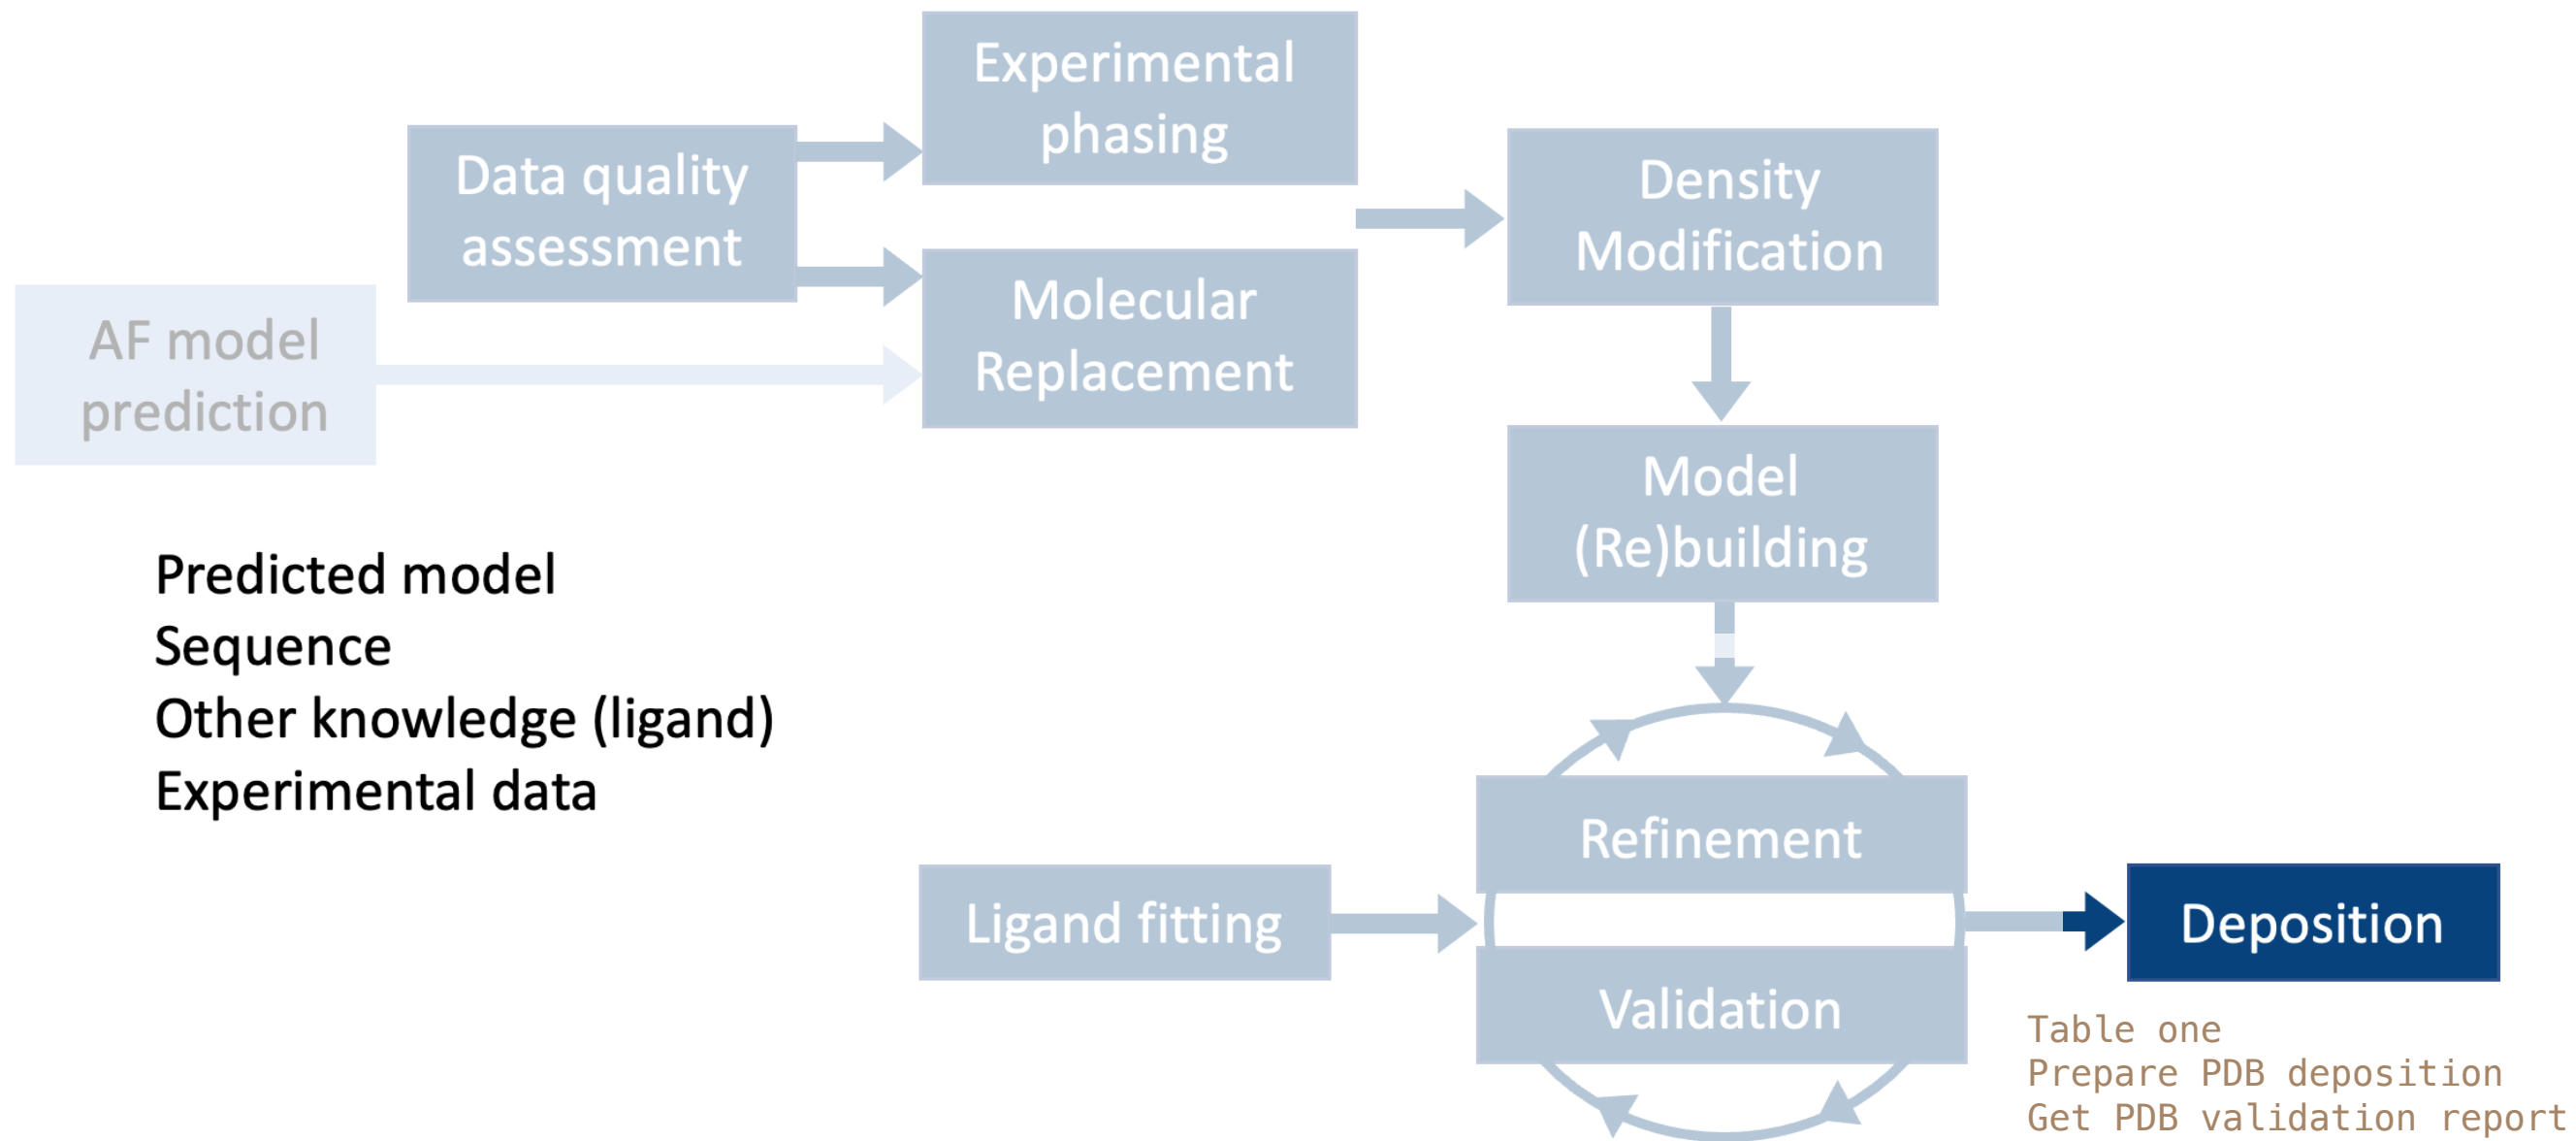 Experimental
phasing
Data quality
assessment
Molecular
Replacement
Density
Modification
AF model
prediction
Model
(Re)building
Predicted model
Sequence
Other knowledge (ligand)
Experimental data
Refinement
Ligand fitting
Validation
Deposition
Table one
Prepare PDB deposition
Get PDB validation report